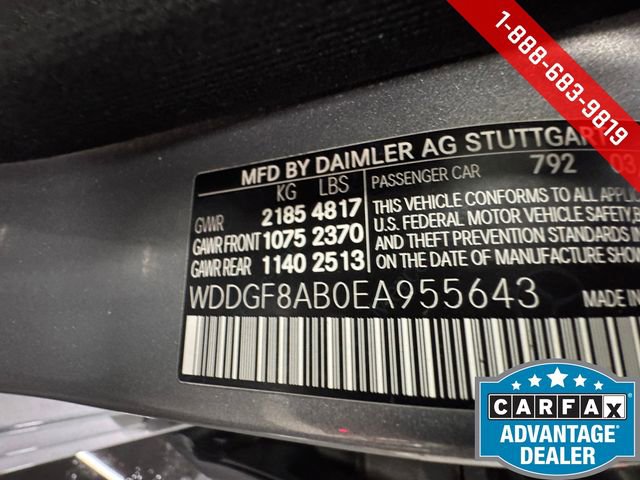 1-888-683-9819
MFD BY DAIMLER AG STUTTGAR
KG LBS
PASSENGER CAR 792 03
GVWR 2185 4817
GAWR FRONT 1075 2370
GAWR REAR 1140 2513
THIS VEHICLE CONFORMS TO ALL APPLI
U.S. FEDERAL MOTOR VEHICLE SAFETY
AND THEFT PREVENTION STANDARDS
ON THE DATE OF MANUFACTURE SHOW
WDDGF8AB0EA955643
MADE IN
CARFAX
ADVANTAGE
DEALER